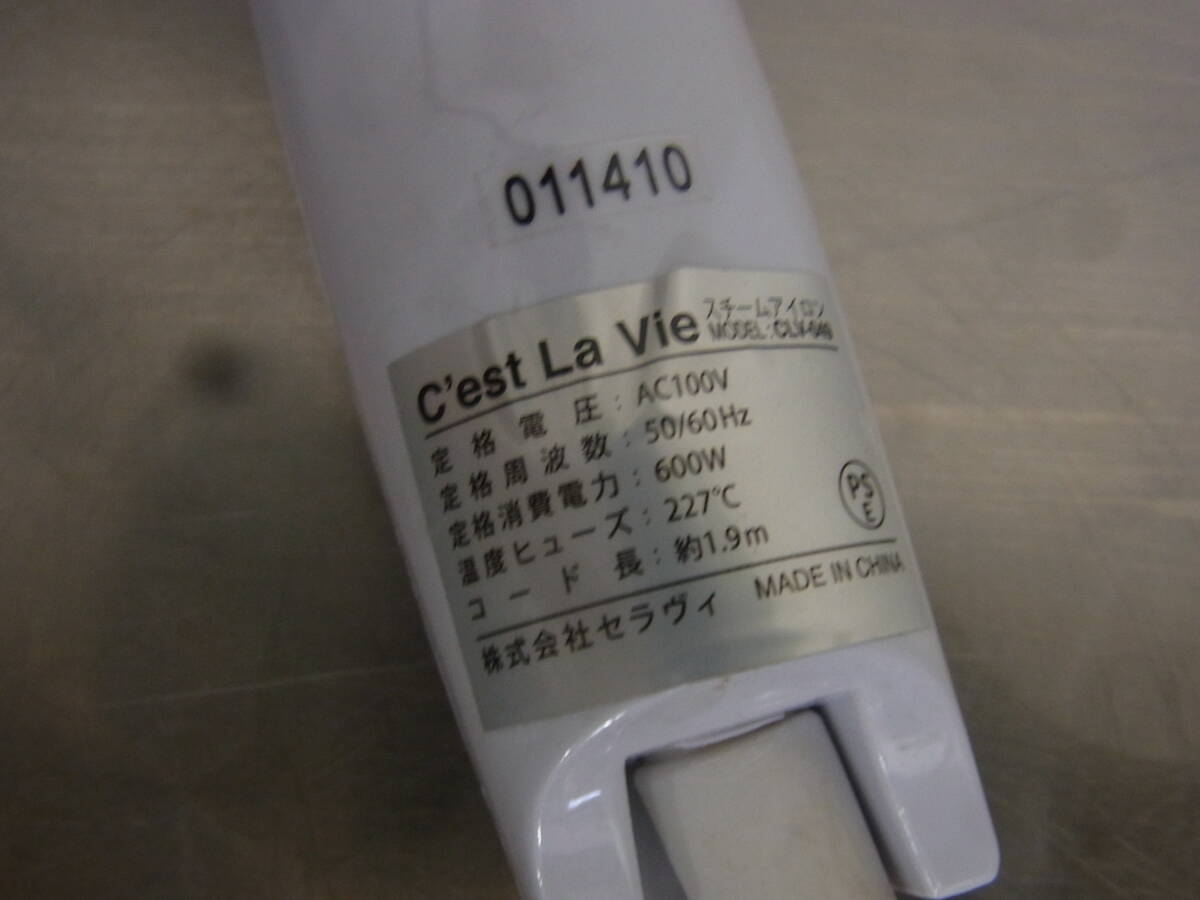 011410
C'est La Vie スチームアイロン
MODEL:
定格電圧：AC100V
定格周波数：50/60Hz
定格消費電力：600W
温度ヒューズ：227℃
コード長：約1.9m
PS
E
株式会社セラヴィ MADE IN CHINA